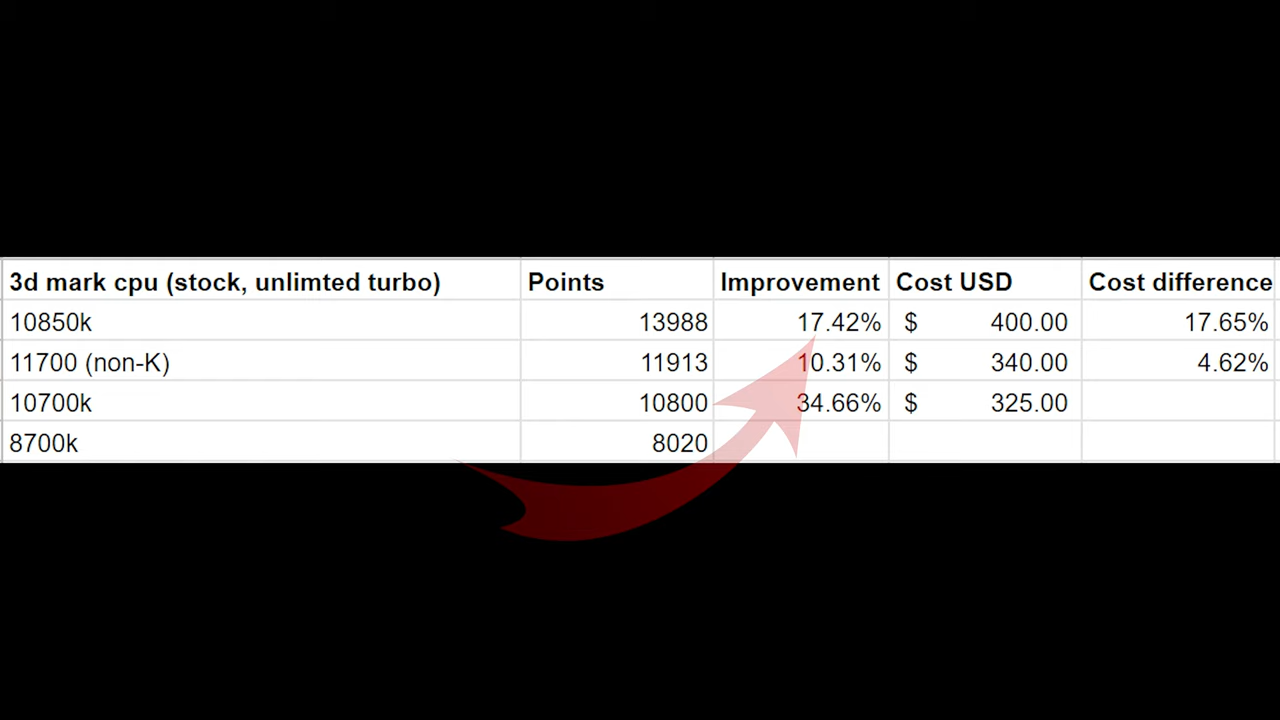 3d mark cpu (stock, unlimted turbo) Points Improvement Cost USD Cost difference
10850k 13988 17.42% $ 400.00 17.65%
11700 (non-K) 11913 10.31% $ 340.00 4.62%
10700k 10800 34.66% $ 325.00
8700k 8020